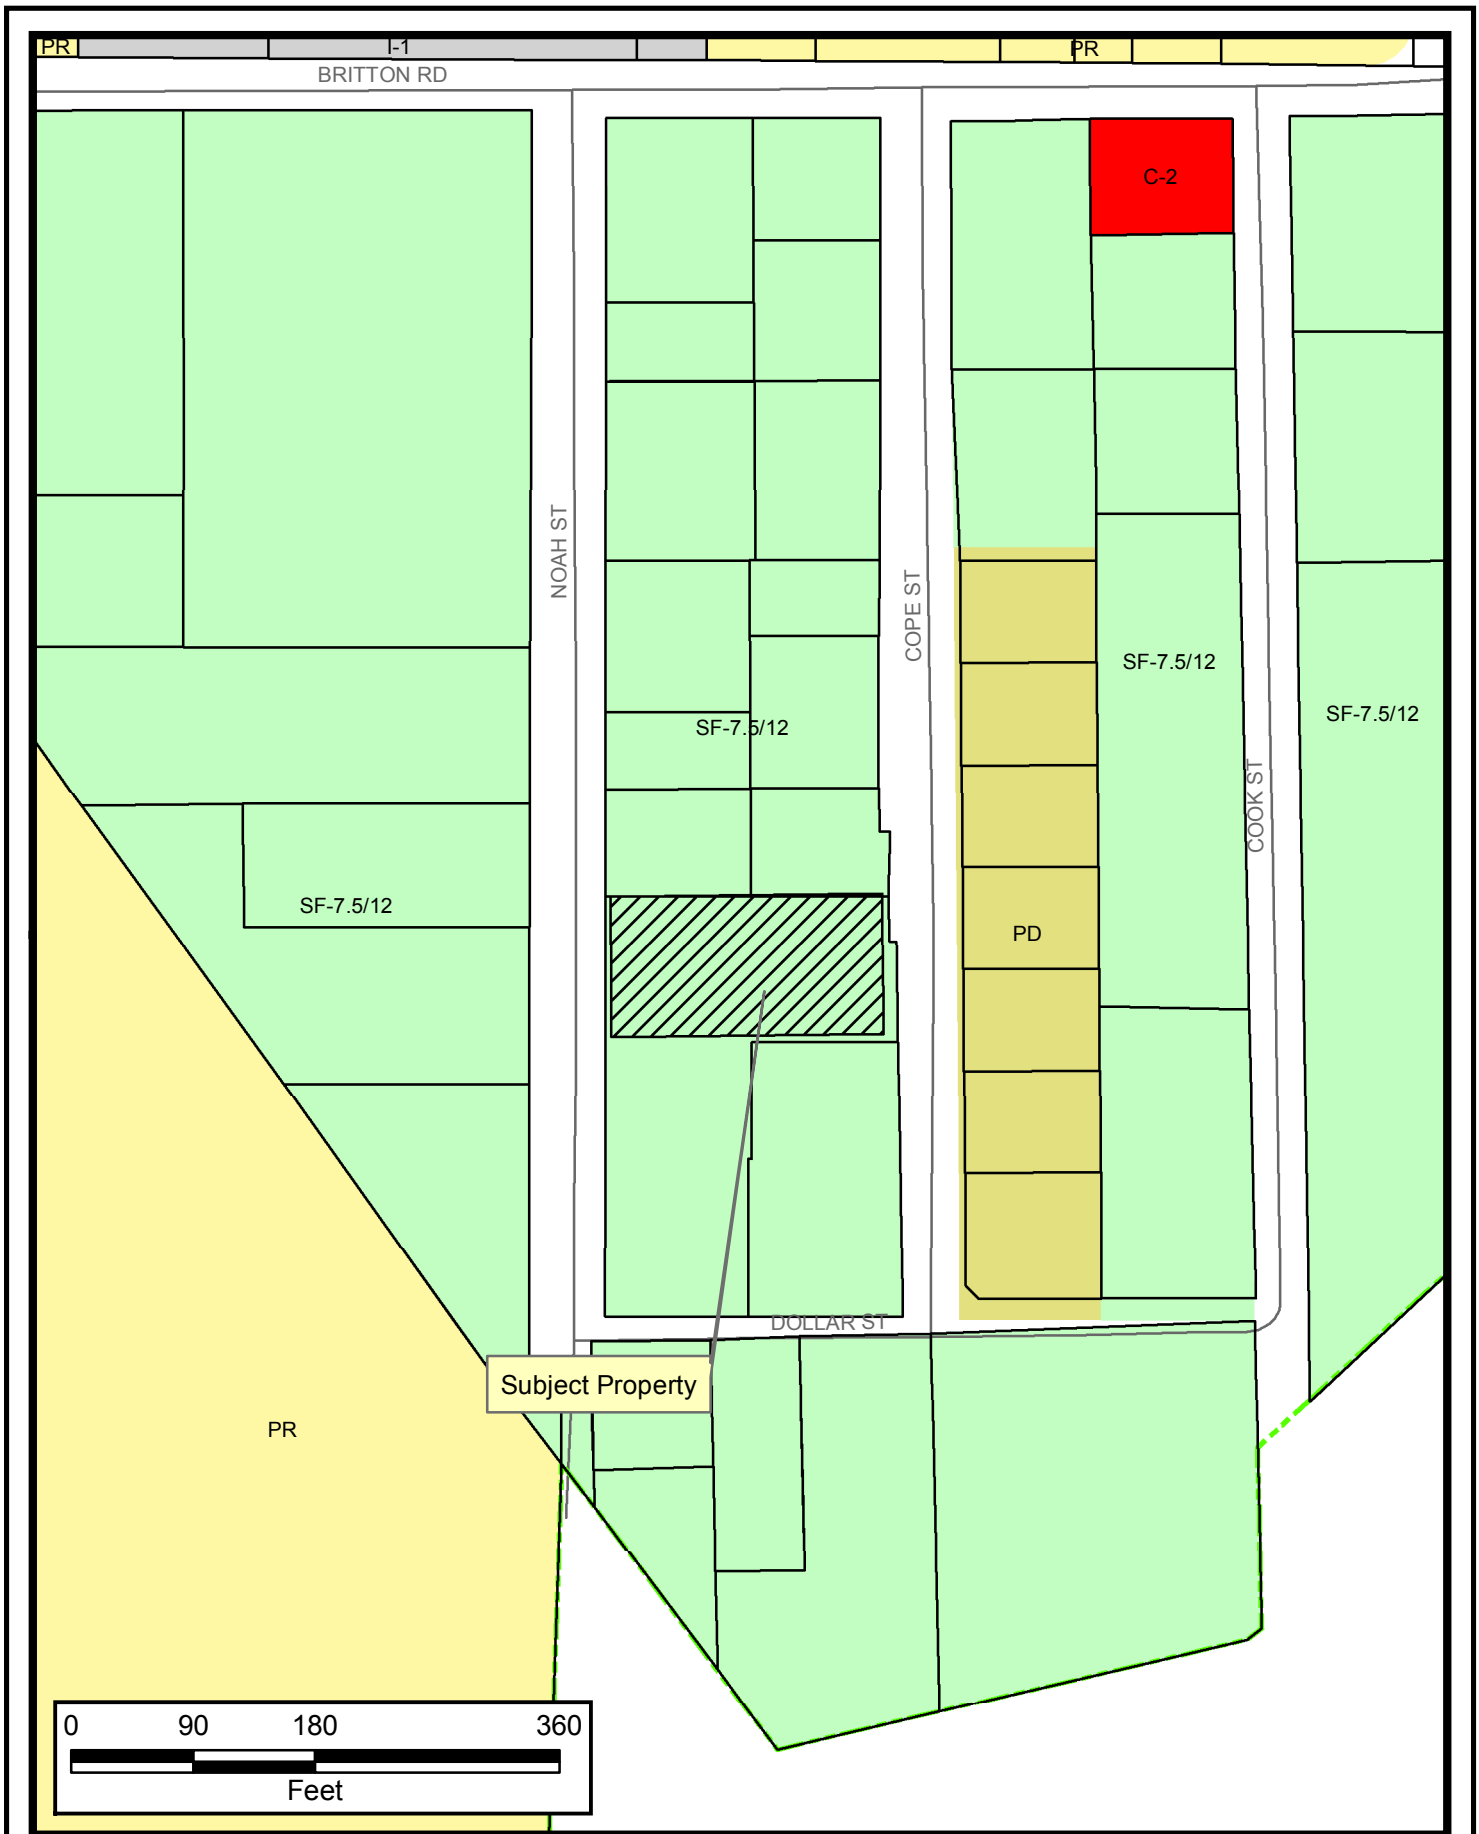 PR
I-1
PR
BRITTON RD
C-2
NOAH ST
COPE ST
SF-7.5/12
SF-7.5/12
SF-7.5/12
COOK ST
SF-7.5/12
PD
DOLLAR ST
Subject Property
PR
0 90 180 360
Feet